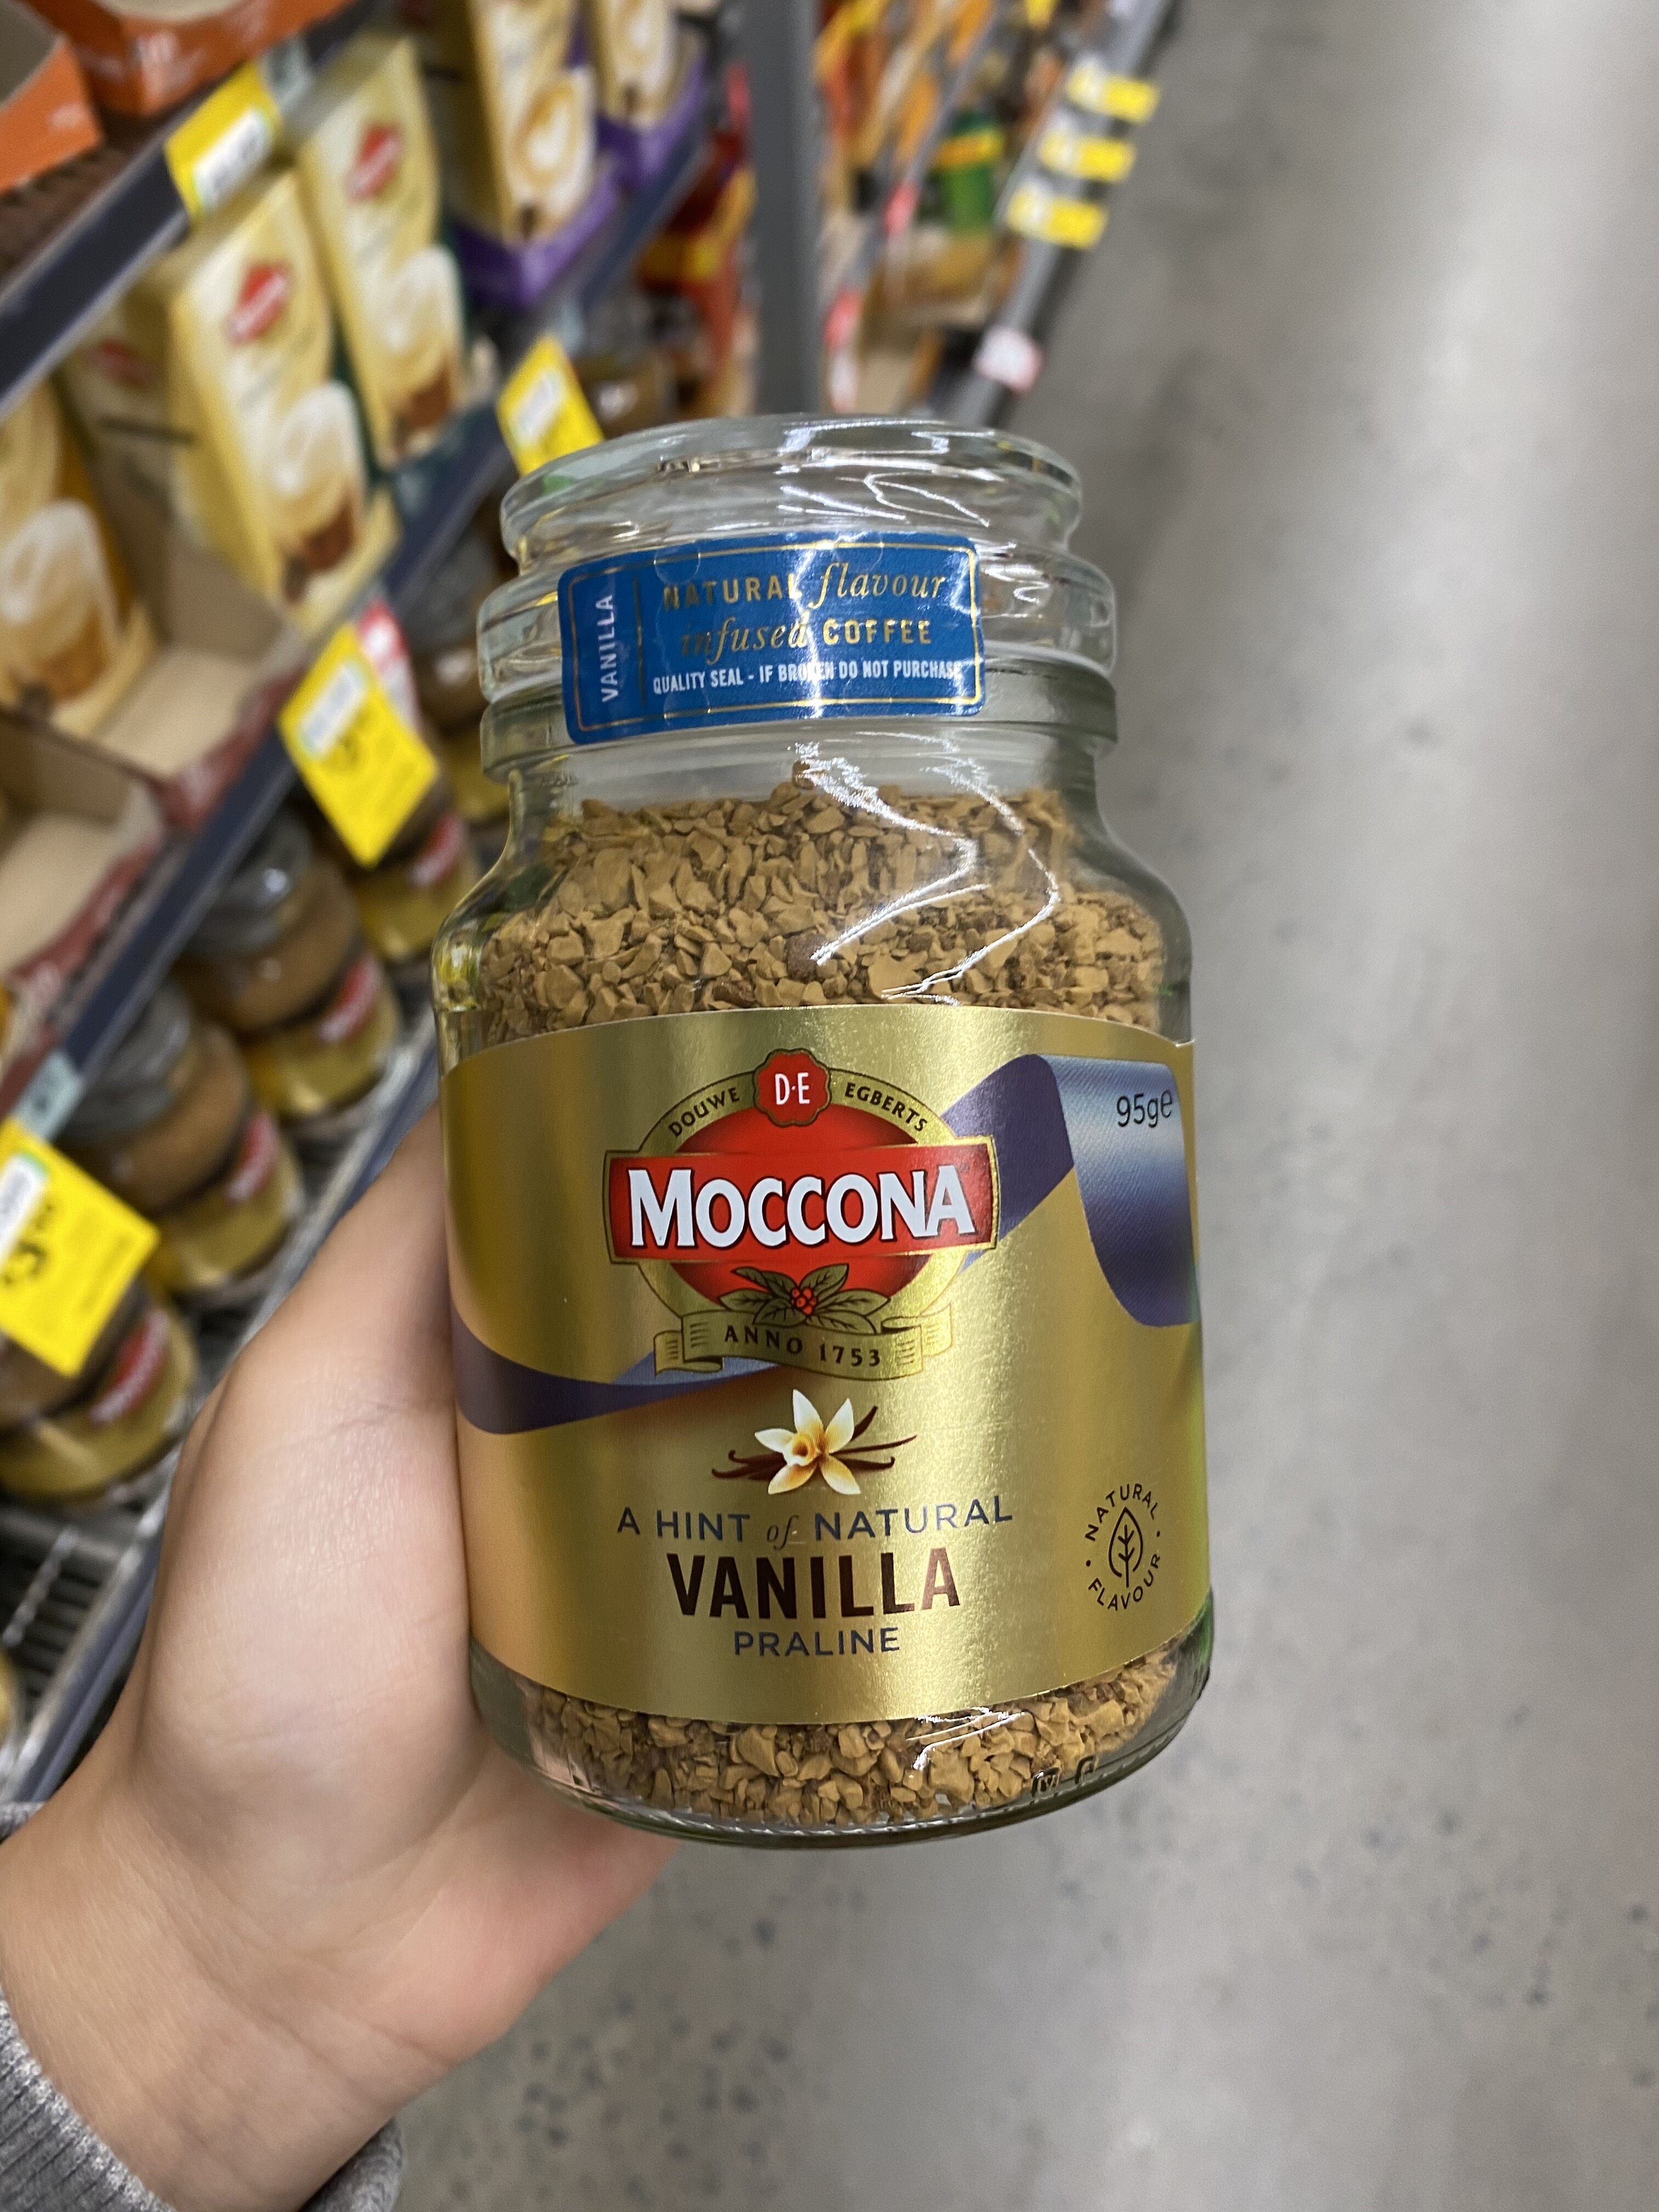 VANILLA
NATURAL flavour
infused COFFEE
QUALITY SEAL - IF BROKEN DO NOT PURCHASE
95g℮
DOUWE D·E EGBERTS
MOCCONA
ANNO 1753
A HINT of NATURAL
VANILLA
PRALINE
NATURAL FLAVOUR